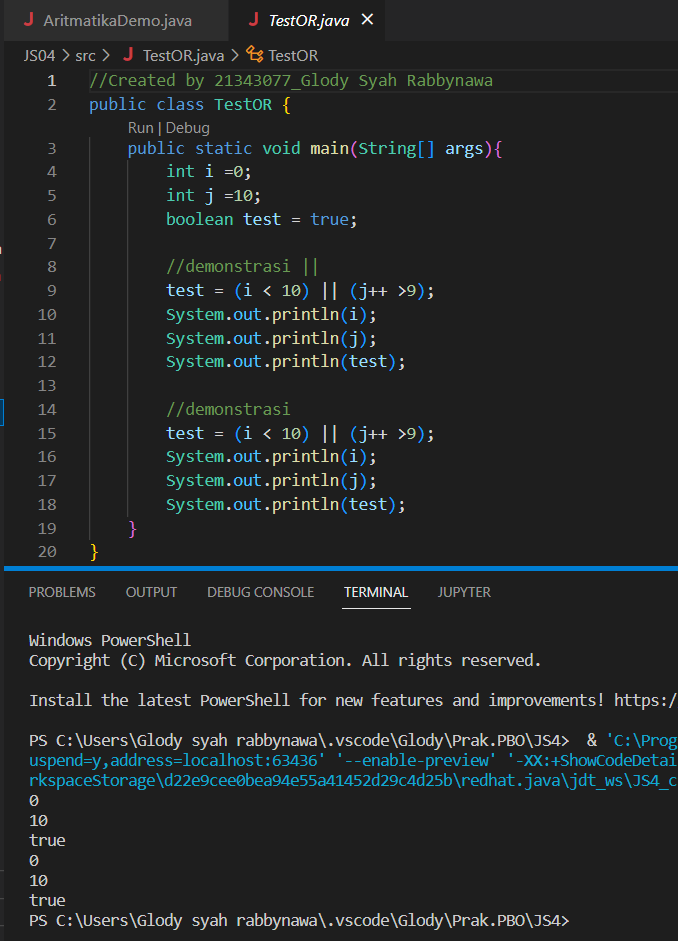 AritmatikaDemo.java TestOR.java
JS04 > src > TestOR.java > TestOR
1 //Created by 21343077_Glody Syah Rabbynawa
2 public class TestOR {
Run | Debug
3 public static void main(String[] args){
4 int i =0;
5 int j =10;
6 boolean test = true;
7
8 //demonstrasi ||
9 test = (i < 10) || (j++ >9);
10 System.out.println(i);
11 System.out.println(j);
12 System.out.println(test);
13
14 //demonstrasi
15 test = (i < 10) || (j++ >9);
16 System.out.println(i);
17 System.out.println(j);
18 System.out.println(test);
19 }
20 }
PROBLEMS OUTPUT DEBUG CONSOLE TERMINAL JUPYTER
Windows PowerShell
Copyright (C) Microsoft Corporation. All rights reserved.
Install the latest PowerShell for new features and improvements! https:/
PS C:\Users\Glody syah rabbynawa\.vscode\Glody\Prak.PBO\JS4> & 'C:\Prog
uspend=y,address=localhost:63436' '--enable-preview' '-XX:+ShowCodeDetai
rkspaceStorage\d22e9cee0bea94e55a41452d29c4d25b\redhat.java\jdt_ws\JS4_c
0
10
true
0
10
true
PS C:\Users\Glody syah rabbynawa\.vscode\Glody\Prak.PBO\JS4>